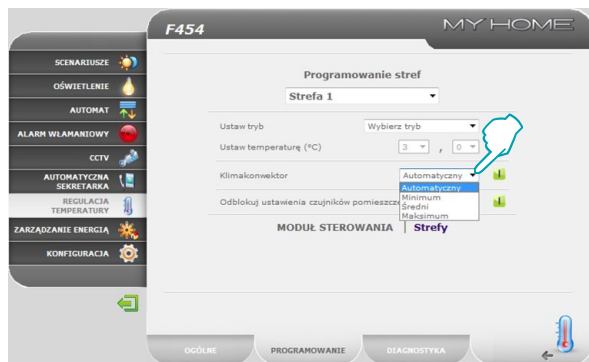 F454
MY HOME
SCENARIUSZE
OŚWIETLENIE
AUTOMAT
ALARM WŁAMANIOWY
CCTV
AUTOMATYCZNA
SEKRETARKA
REGULACJA
TEMPERATURY
ZARZĄDZANIE ENERGIĄ
KONFIGURACJA
Programowanie stref
Strefa 1
Ustaw tryb Wybierz tryb
Ustaw temperaturę (°C) 3 , 0
Klimakonwektor Automatyczny
Automatyczny
Minimum
Średni
Maksimum
Odblokuj ustawienia czujników pomieszcze
MODUŁ STEROWANIA | Strefy
OGÓLNE PROGRAMOWANIE DIAGNOSTYKA